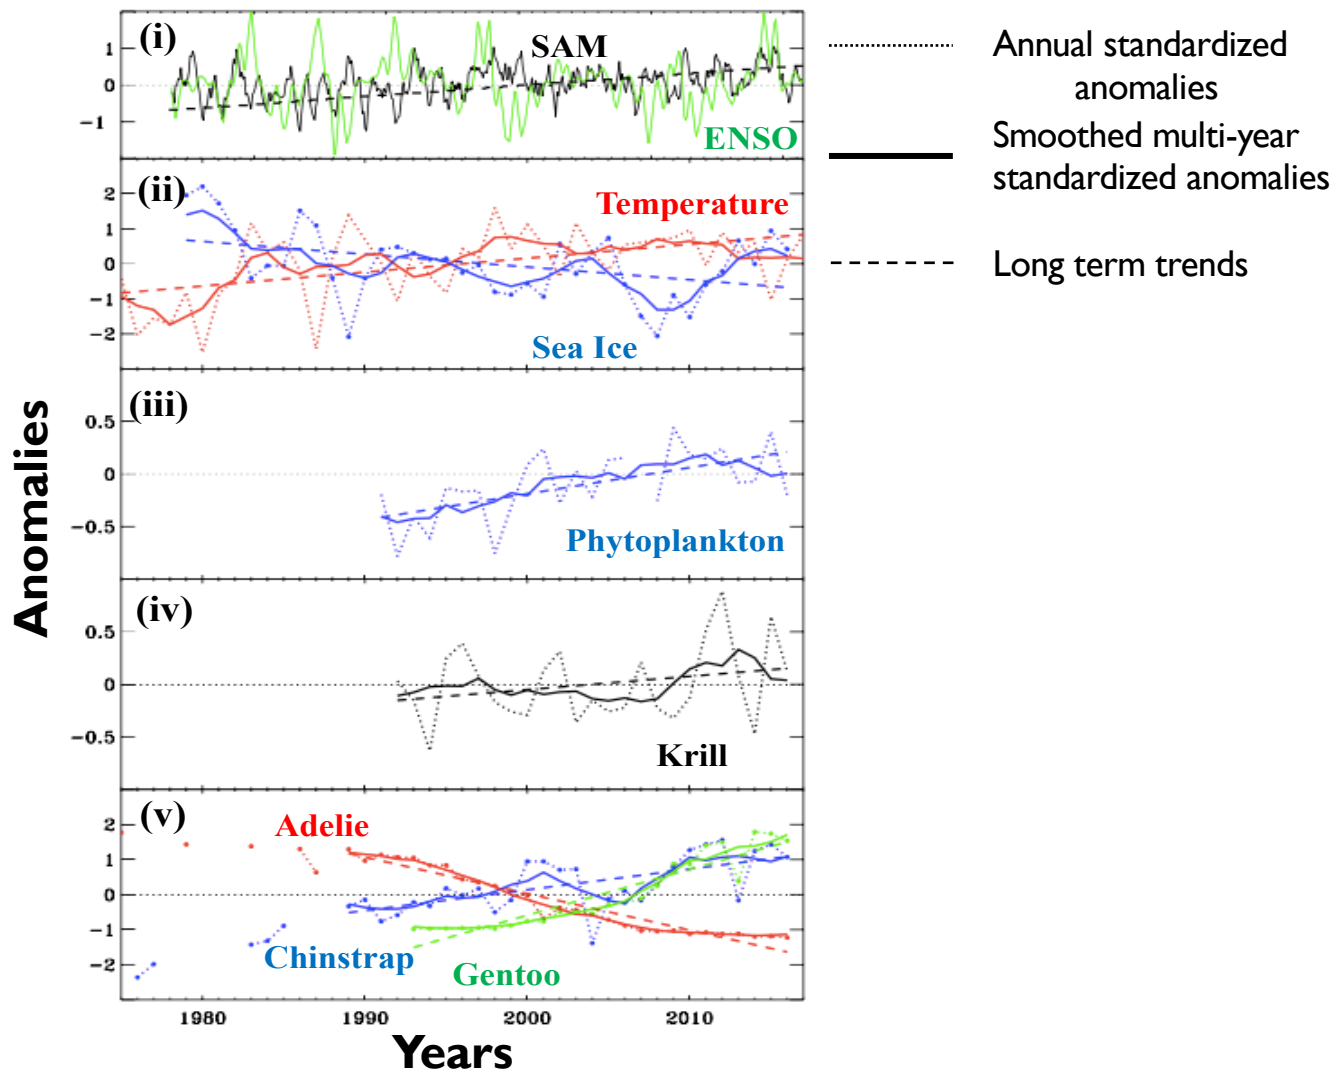 (i)
SAM
1
0
−1
ENSO
Annual standardized
anomalies
Smoothed multi-year
standardized anomalies
Long term trends
(ii)
Temperature
2
1
0
−1
−2
Sea Ice
(iii)
0.5
0
−0.5
Phytoplankton
(iv)
0.5
0
−0.5
Krill
(v)
Adelie
2
1
0
−1
−2
Chinstrap
Gentoo
1980
1990
2000
2010
Years
Anomalies